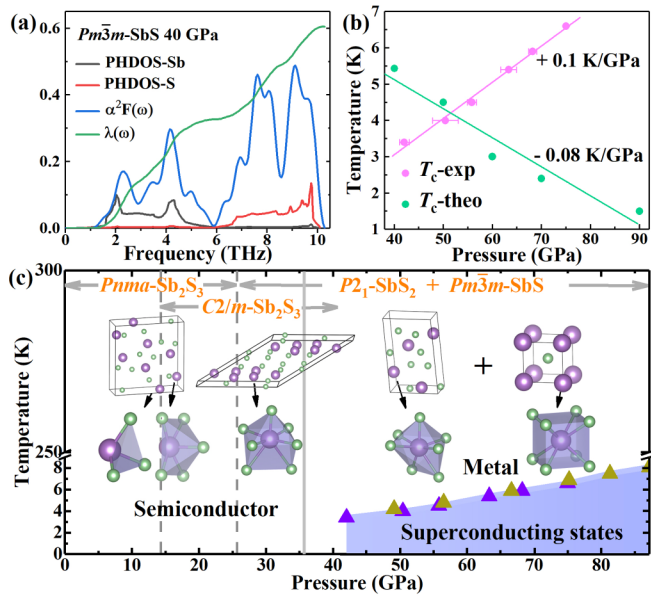 (a)
Pm3̄m-SbS 40 GPa
PHDOS-Sb
PHDOS-S
α²F(ω)
λ(ω)
0.6
0.4
0.2
0.0
0 2 4 6 8 10
Frequency (THz)
(b)
Temperature (K)
7
6
5
4
3
2
1
+ 0.1 K/GPa
- 0.08 K/GPa
Tc-exp
Tc-theo
40 50 60 70 80 90
Pressure (GPa)
(c)
Temperature (K)
300
250
8
6
4
2
0
Pnma-Sb₂S₃
P2₁-SbS₂ + Pm3̄m-SbS
C2/m-Sb₂S₃
+
Semiconductor
Metal
Superconducting states
0 10 20 30 40 50 60 70 80
Pressure (GPa)